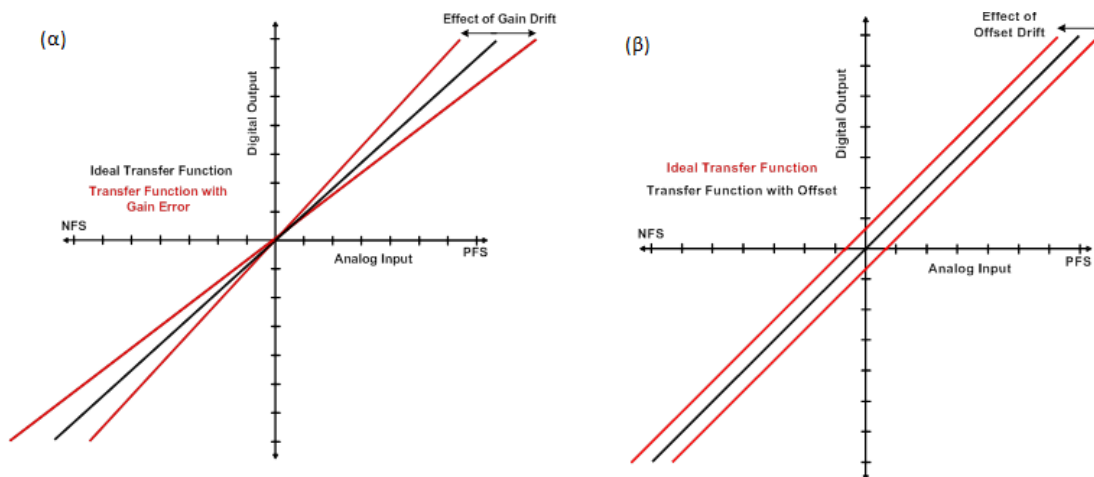 (α)
Effect of Gain Drift
Digital Output
Ideal Transfer Function
Transfer Function with
Gain Error
NFS
PFS
Analog Input
(β)
Effect of
Offset Drift
Digital Output
Ideal Transfer Function
Transfer Function with Offset
NFS
PFS
Analog Input